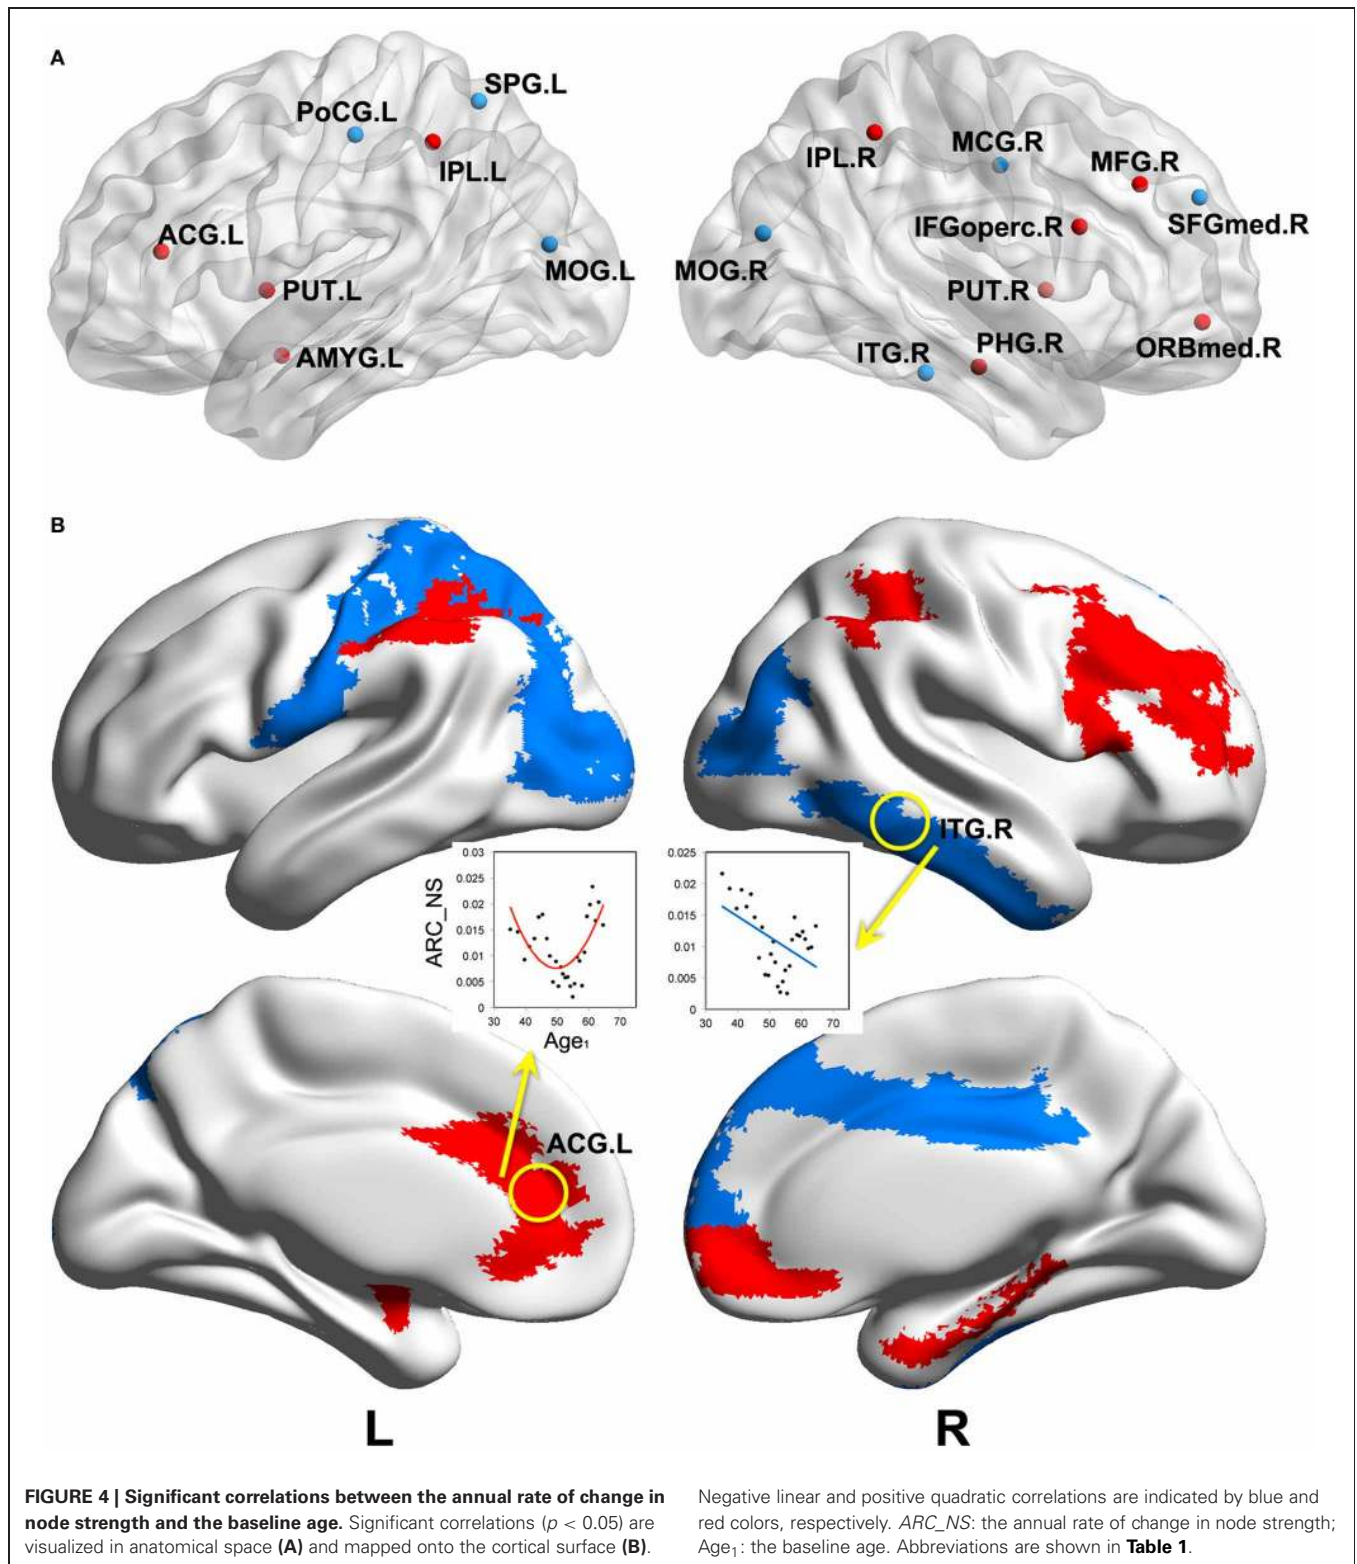 A
SPG.L
PoCG.L
IPL.L
ACG.L
MOG.L
PUT.L
AMYG.L
IPL.R
MCG.R
MFG.R
IFGoperc.R
SFGmed.R
MOG.R
PUT.R
ITG.R
PHG.R
ORBmed.R
B
ITG.R
ARC_NS
0.03
0.025
0.02
0.015
0.01
0.005
0
30 40 50 60 70
Age₁
0.025
0.02
0.015
0.01
0.005
0
30 40 50 60 70
ACG.L
L
R
FIGURE 4 | Significant correlations between the annual rate of change in
node strength and the baseline age. Significant correlations (p < 0.05) are
visualized in anatomical space (A) and mapped onto the cortical surface (B).
Negative linear and positive quadratic correlations are indicated by blue and
red colors, respectively. ARC_NS: the annual rate of change in node strength;
Age₁: the baseline age. Abbreviations are shown in Table 1.